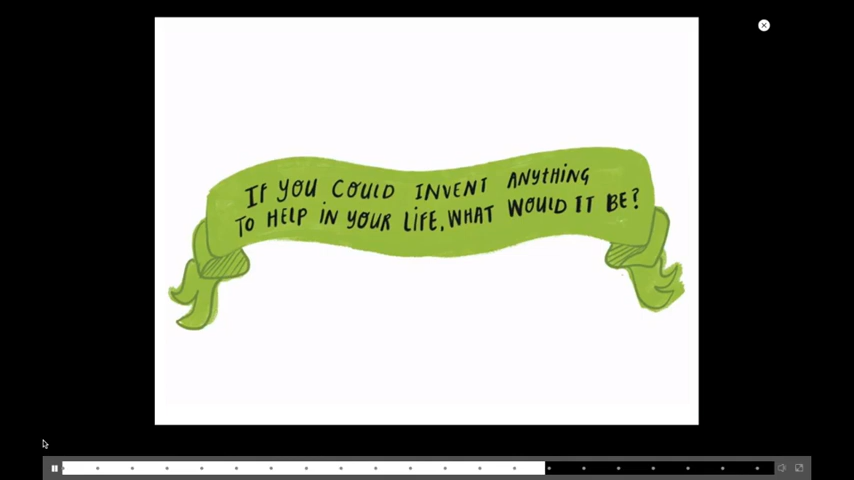 IF YOU COULD INVENT ANYTHING
TO HELP IN YOUR LIFE, WHAT WOULD IT BE?